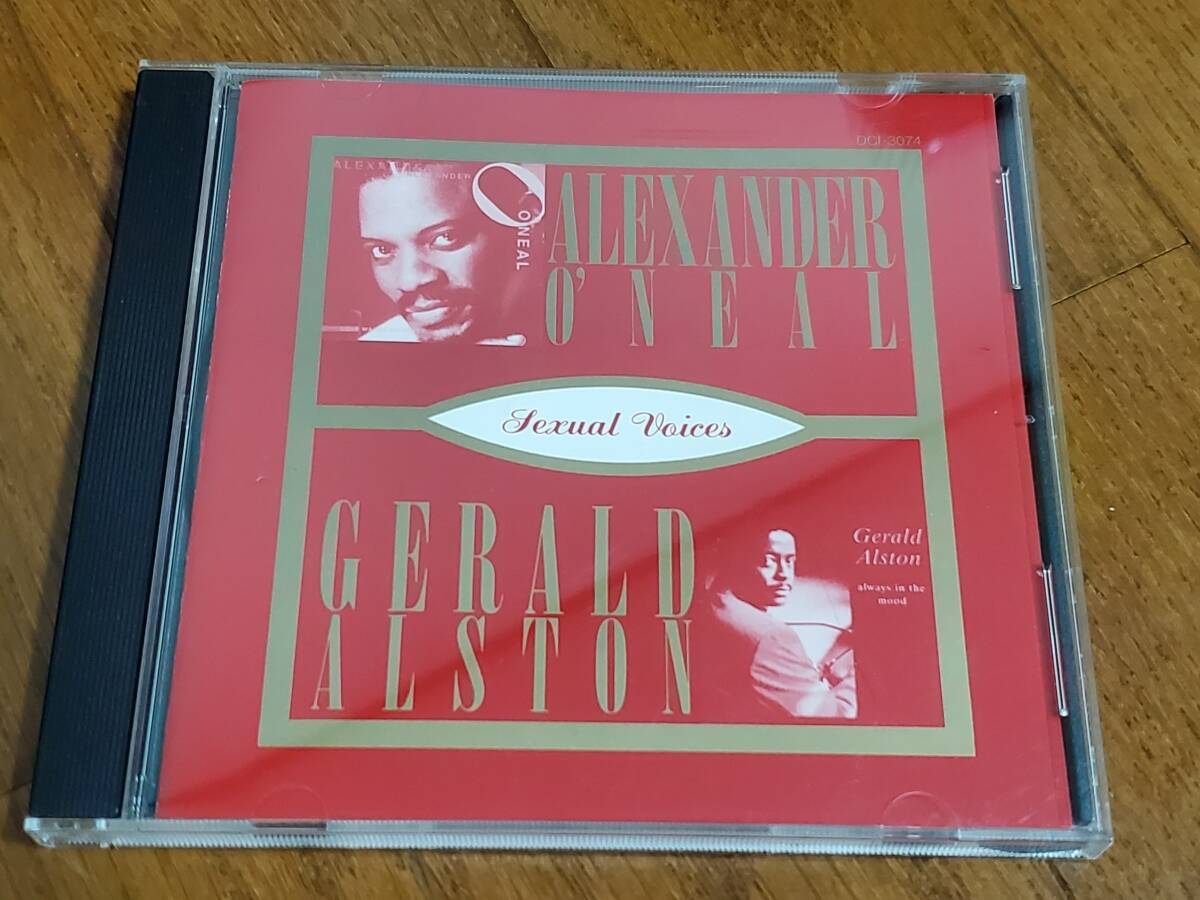 DCI-3074
ALEXANDER
O'NEAL
ALEXANDER
O'NEAL
Sexual Voices
GERALD
ALSTON
Gerald
Alston
always in the
mood